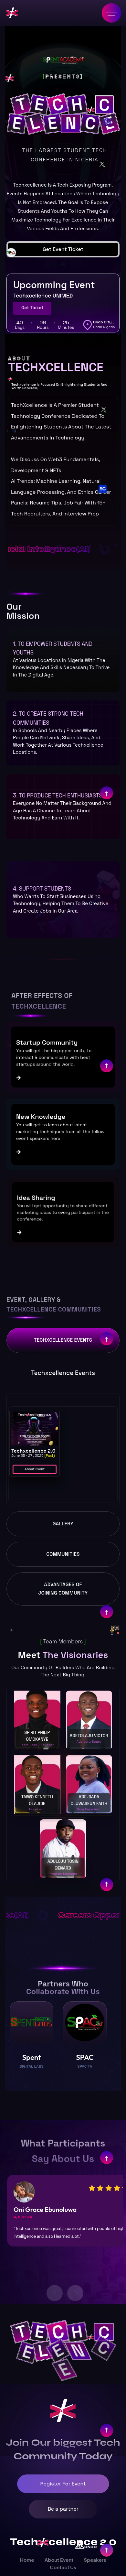 SPENTACADEMY
[PRESENTS]
TECHXCELLENCE
THE LARGEST STUDENT TECH
CONFERENCE IN NIGERIA
Techxcellence Is A Tech Exposing Program.
Every Instances At Leadership Where Technology
Is Not Embraced. The Goal Is To Expose
Students And Youths To How They Can
Introduce Technology For Excellence In Their
Various Fields And Professions.
Get Event Ticket
Upcoming Event
Techxcellence UNIMED
Get Ticket
40
Days
08
Hours
25
Minutes
Ondo City,
Ondo Nigeria
ABOUT
TECHXCELLENCE
Techxcellence Is Focused On Enlightening Students And
Youth Generally
TechXcellence Is A Premier Student
Technology Conference Dedicated To
Enlightening Students About The Latest
Advancements In Technology.
We Discuss On Web3 Fundamentals,
Development & NFTs
AI Trends: Machine Learning, Natural
Language Processing, And Ethics
Panels: Resume Tips, Job Fair With 15+
Tech Recruiters, And Interview Prep
icial Intelligence(AI)
Our
Mission
1. TO EMPOWER STUDENTS AND
YOUTHS
At Various Locations In Nigeria With The
Knowledge And Skills Necessary To Thrive
In The Digital Age.
2. TO CREATE STRONG TECH
COMMUNITIES
In Schools And Nearby Places Where
People Can Network, Share Ideas, And
Work Together At Various Techxcellence
Locations.
3. TO PRODUCE TECH ENTHUSIASTS
Everyone No Matter Their Background And
Age Has A Chance To Learn About
Technology And Earn With It.
4. SUPPORT STUDENTS
Who Wants To Start Businesses Using
Technology, Helping Them To Be Creative
And Create Jobs In Our Area
AFTER EFFECTS OF
TECHXCELLENCE
Startup Community
You will get the big opportunity to
interact & communicate with best
startups around the world.
New Knowledge
You will get to learn about latest
marketing techniques from all the fellow
event speakers here
Idea Sharing
You will get opportunity to share different
marketing ideas to every participant in the
conference.
EVENT, GALLERY &
TECHXCELLENCE COMMUNITIES
TECHXCELLENCE EVENTS
Techxcellence Events
Techxcellence 2.0
June 25 - 27 , 2025 (Past)
About Event
GALLERY
COMMUNITIES
ADVANTAGES OF
JOINING COMMUNITY
Team Members
Meet The Visionaries
Our Community Of Builders Who Are Building
The Next Big Thing.
SPIRIT PHILIP
OMOKANYE
ADETOLAJU VICTOR
TAIWO KENNETH
OLAJIDE
ADE-DADA
OLUWASEUN FAITH
ADULOJU TOBIN
BENARD
Careers Oppor
Partners Who
Collaborate With Us
Spent
DIGITAL LABS
SPAC
SPAC TV
What Participants
Say About Us
Oni Grace Ebunoluwa
"Techxcellence was great, I connected with people of high
intelligence and also I learned alot."
TECHXCELLENCE
Join Our Biggest Tech
Community Today
Register For Event
Be a partner
Techxcellence 2.0
Home
About Event
Speakers
Contact Us